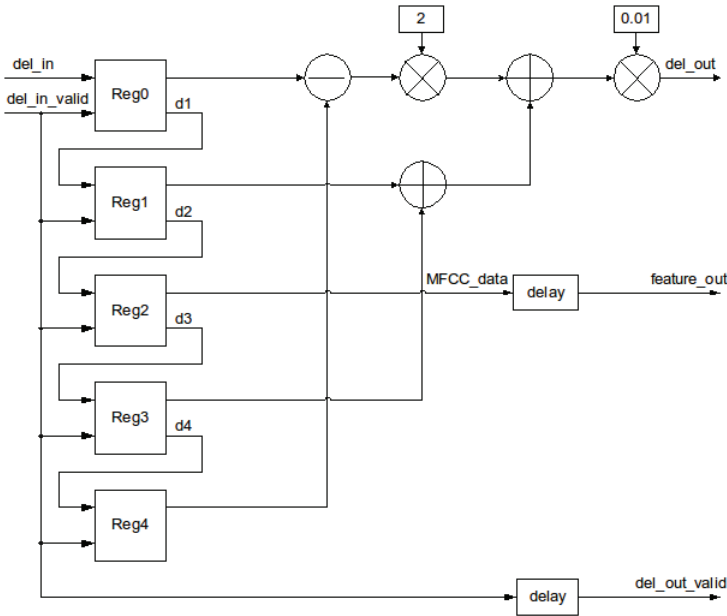 2
0.01
del_in
del_out
Reg0
del_in_valid
d1
Reg1
d2
MFCC_data
feature_out
Reg2
delay
d3
Reg3
d4
Reg4
del_out_valid
delay